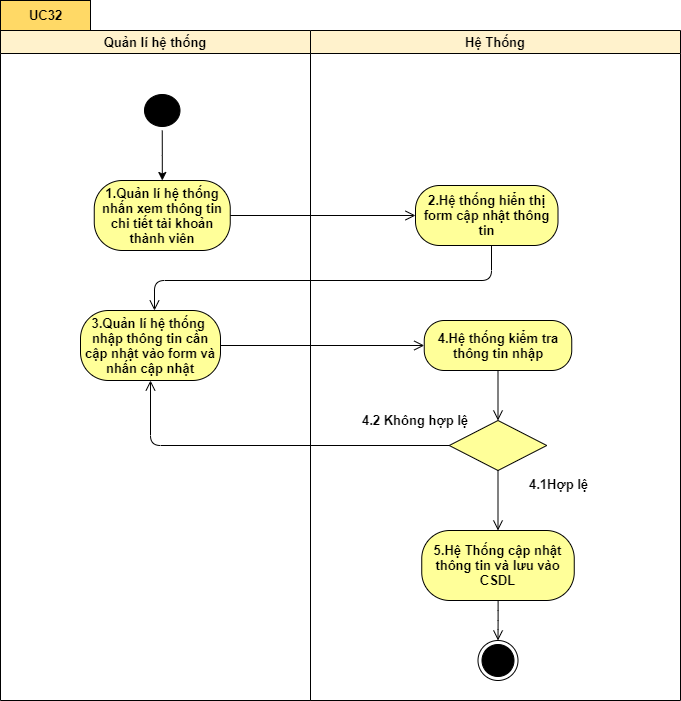 UC32
Quản lí hệ thống
Hệ Thống
1.Quản lí hệ thống
nhấn xem thông tin
chi tiết tài khoản
thành viên
2.Hệ thống hiển thị
form cập nhật thông
tin
3.Quản lí hệ thống
nhập thông tin cần
cập nhật vào form và
nhấn cập nhật
4.Hệ thống kiểm tra
thông tin nhập
4.2 Không hợp lệ
4.1Hợp lệ
5.Hệ Thống cập nhật
thông tin và lưu vào
CSDL